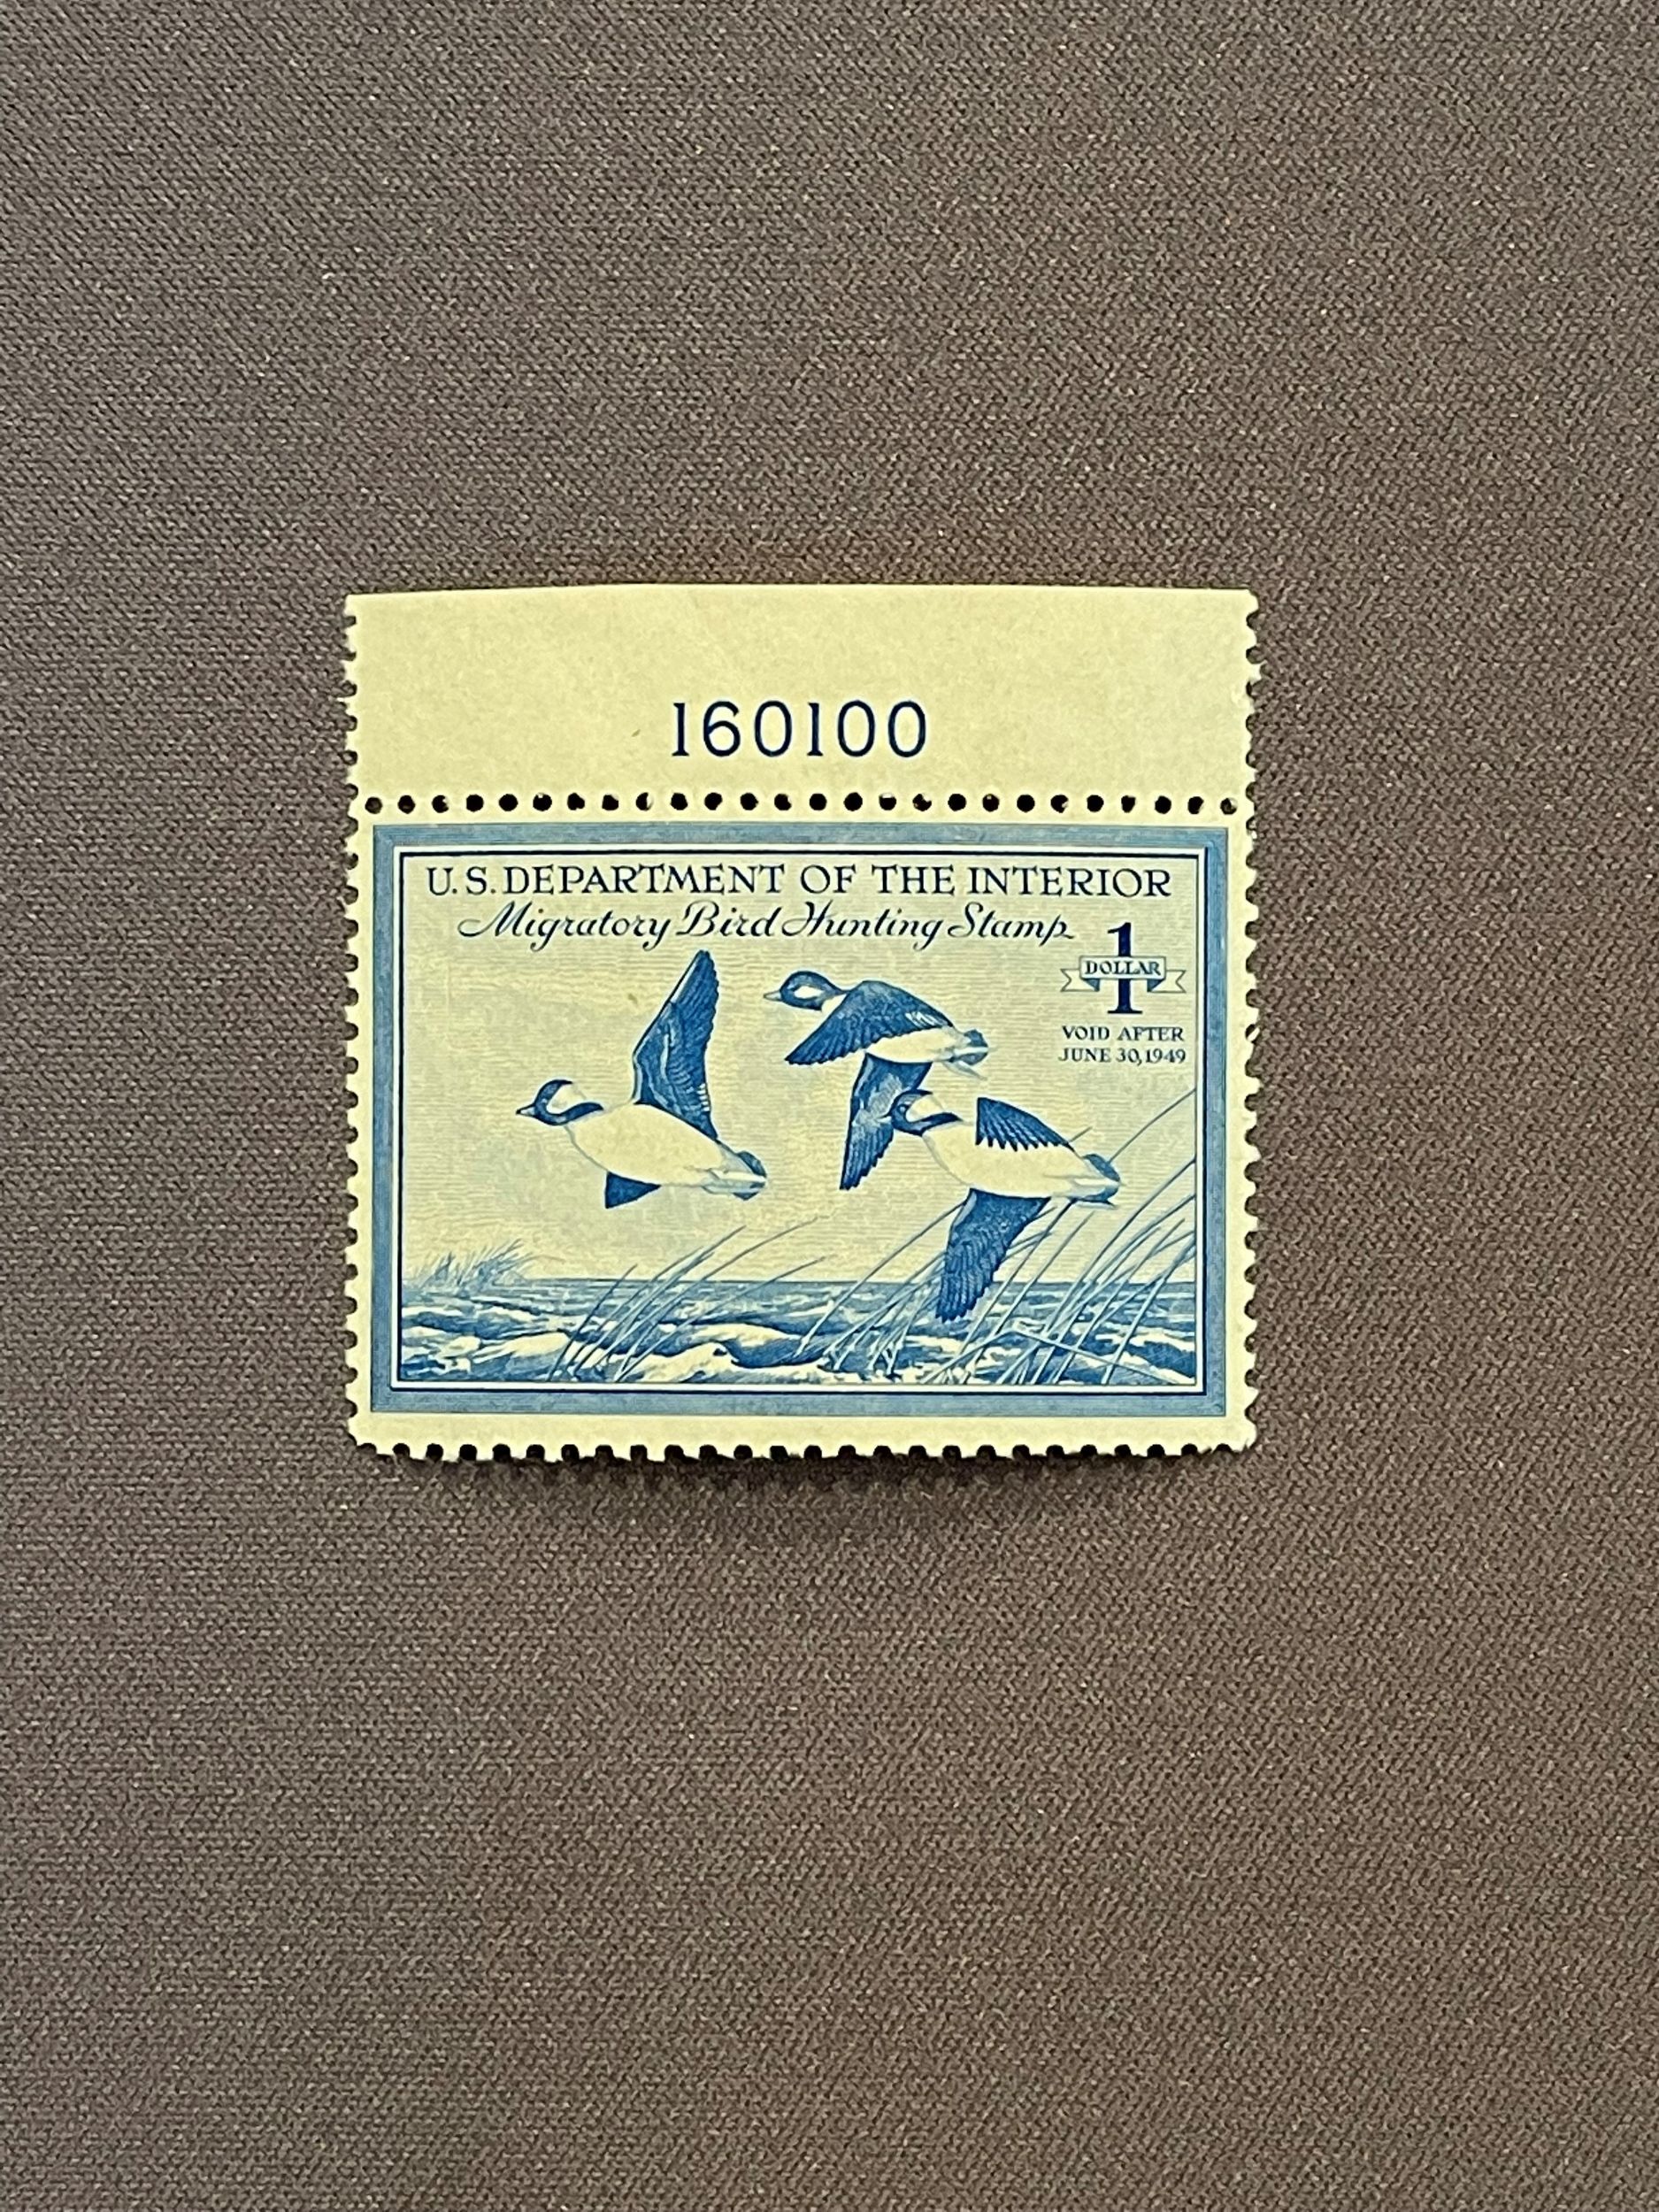 160100
U.S. DEPARTMENT OF THE INTERIOR
Migratory Bird Hunting Stamp
1
DOLLAR
VOID AFTER
JUNE 30, 1949